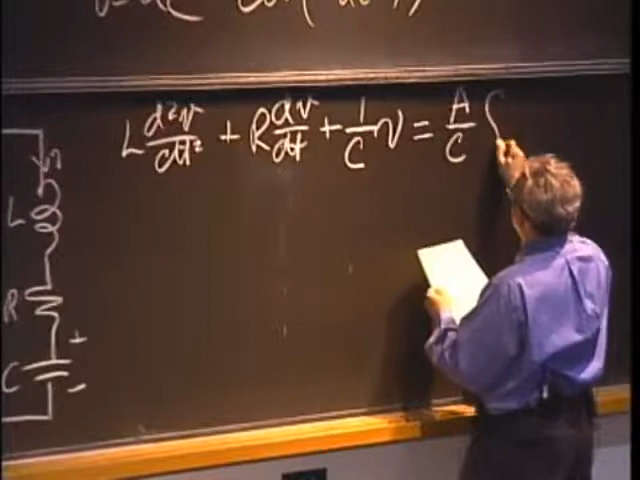 L d²v/dt² + R dv/dt + 1/C v = A/C
L
R
C
+
-